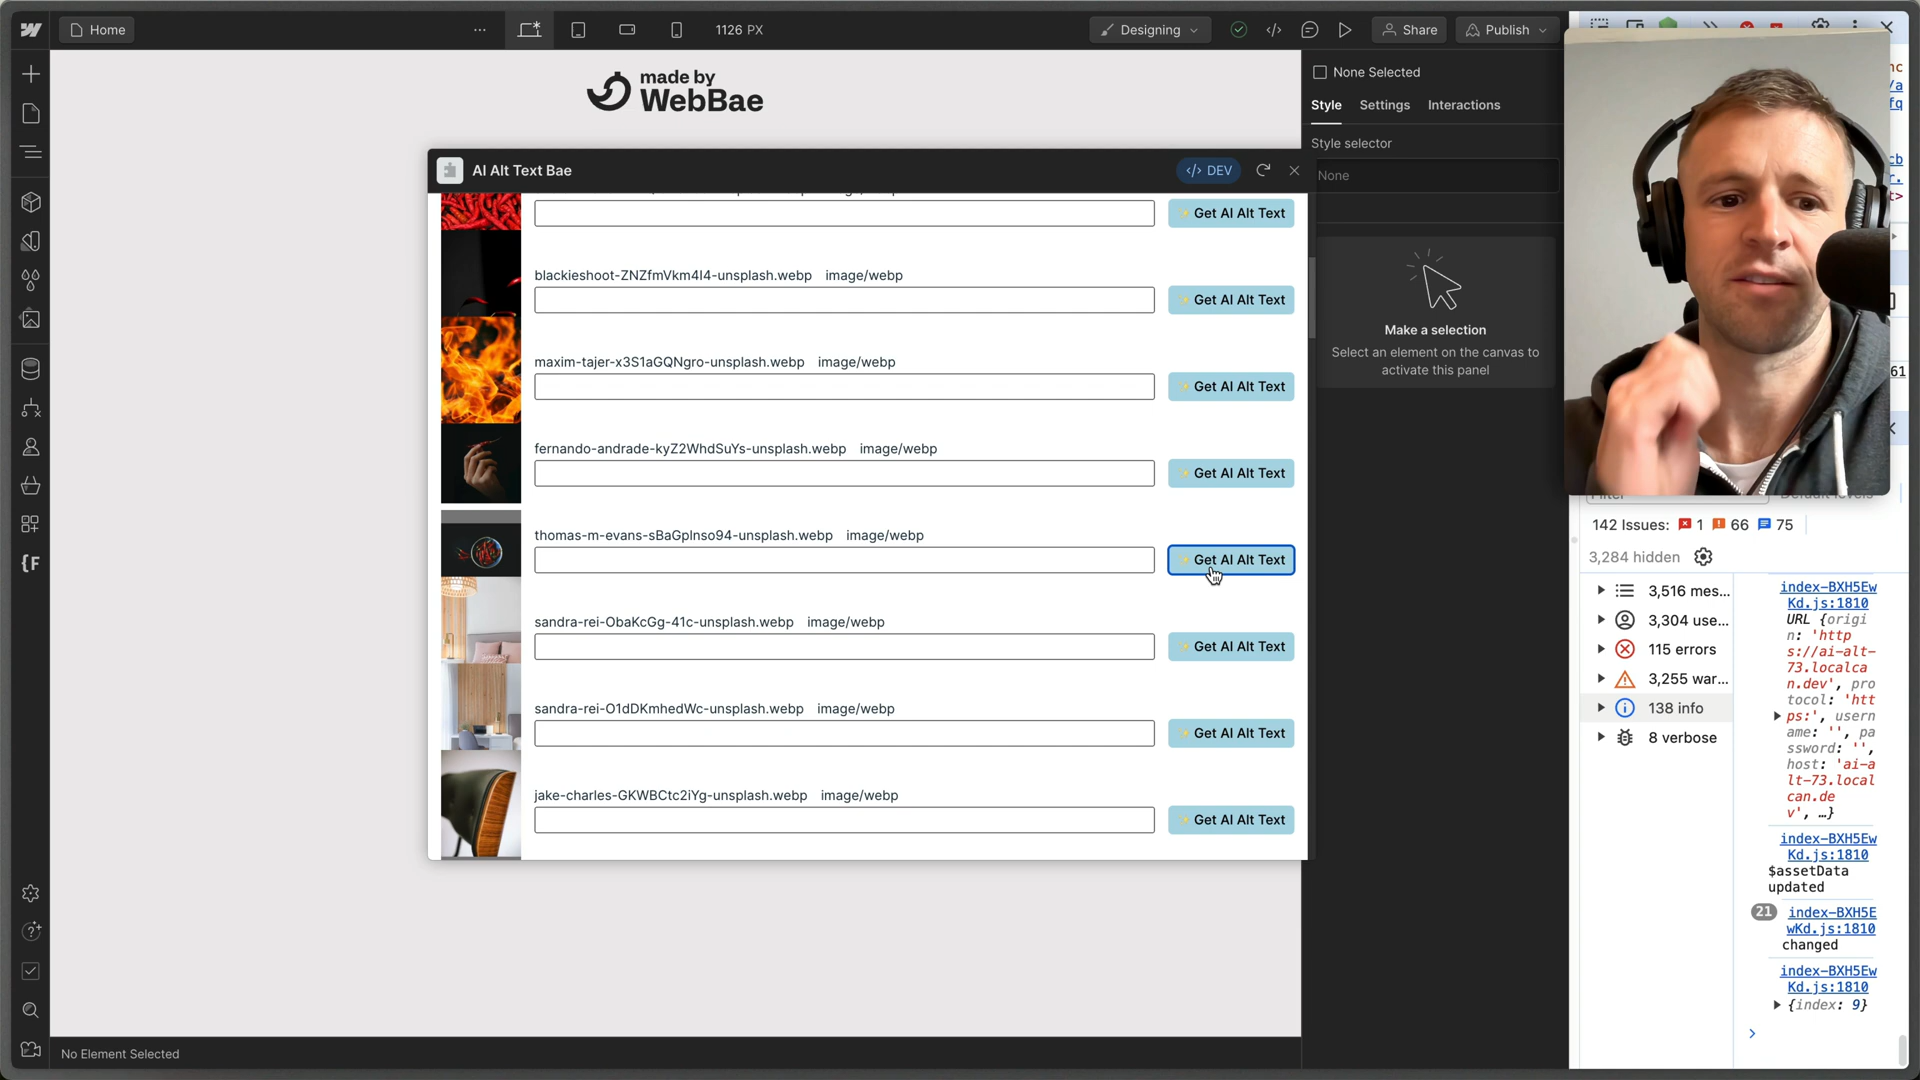 Home
1126 PX
Designing
Share
Publish
made by
WebBae
None Selected
Style Settings Interactions
Style selector
None
Make a selection
Select an element on the canvas to
activate this panel
AI Alt Text Bae
</> DEV
Get AI Alt Text
blackieshoot-ZNZfmVkm4I4-unsplash.webp image/webp
Get AI Alt Text
maxim-tajer-x3S1aGQNgro-unsplash.webp image/webp
Get AI Alt Text
fernando-andrade-kyZ2WhdSuYs-unsplash.webp image/webp
Get AI Alt Text
thomas-m-evans-sBaGpInso94-unsplash.webp image/webp
Get AI Alt Text
sandra-rei-ObaKcGg-41c-unsplash.webp image/webp
Get AI Alt Text
sandra-rei-O1dDKmhedWc-unsplash.webp image/webp
Get AI Alt Text
jake-charles-GKWBCtc2iYg-unsplash.webp image/webp
Get AI Alt Text
No Element Selected
142 Issues: 1 66 75
3,284 hidden
3,516 mes...
3,304 use...
115 errors
3,255 war...
138 info
8 verbose
index-BXH5Ew
Kd.js:1810
URL {origi
n: 'http
s://ai-alt-
73.localca
n.dev', pro
tocol: 'htt
ps:', usern
ame: '', pa
ssword: '',
host: 'ai-a
lt-73.local
can.de
v', …}
index-BXH5Ew
Kd.js:1810
$assetData
updated
21 index-BXH5E
wKd.js:1810
changed
index-BXH5Ew
Kd.js:1810
{index: 9}